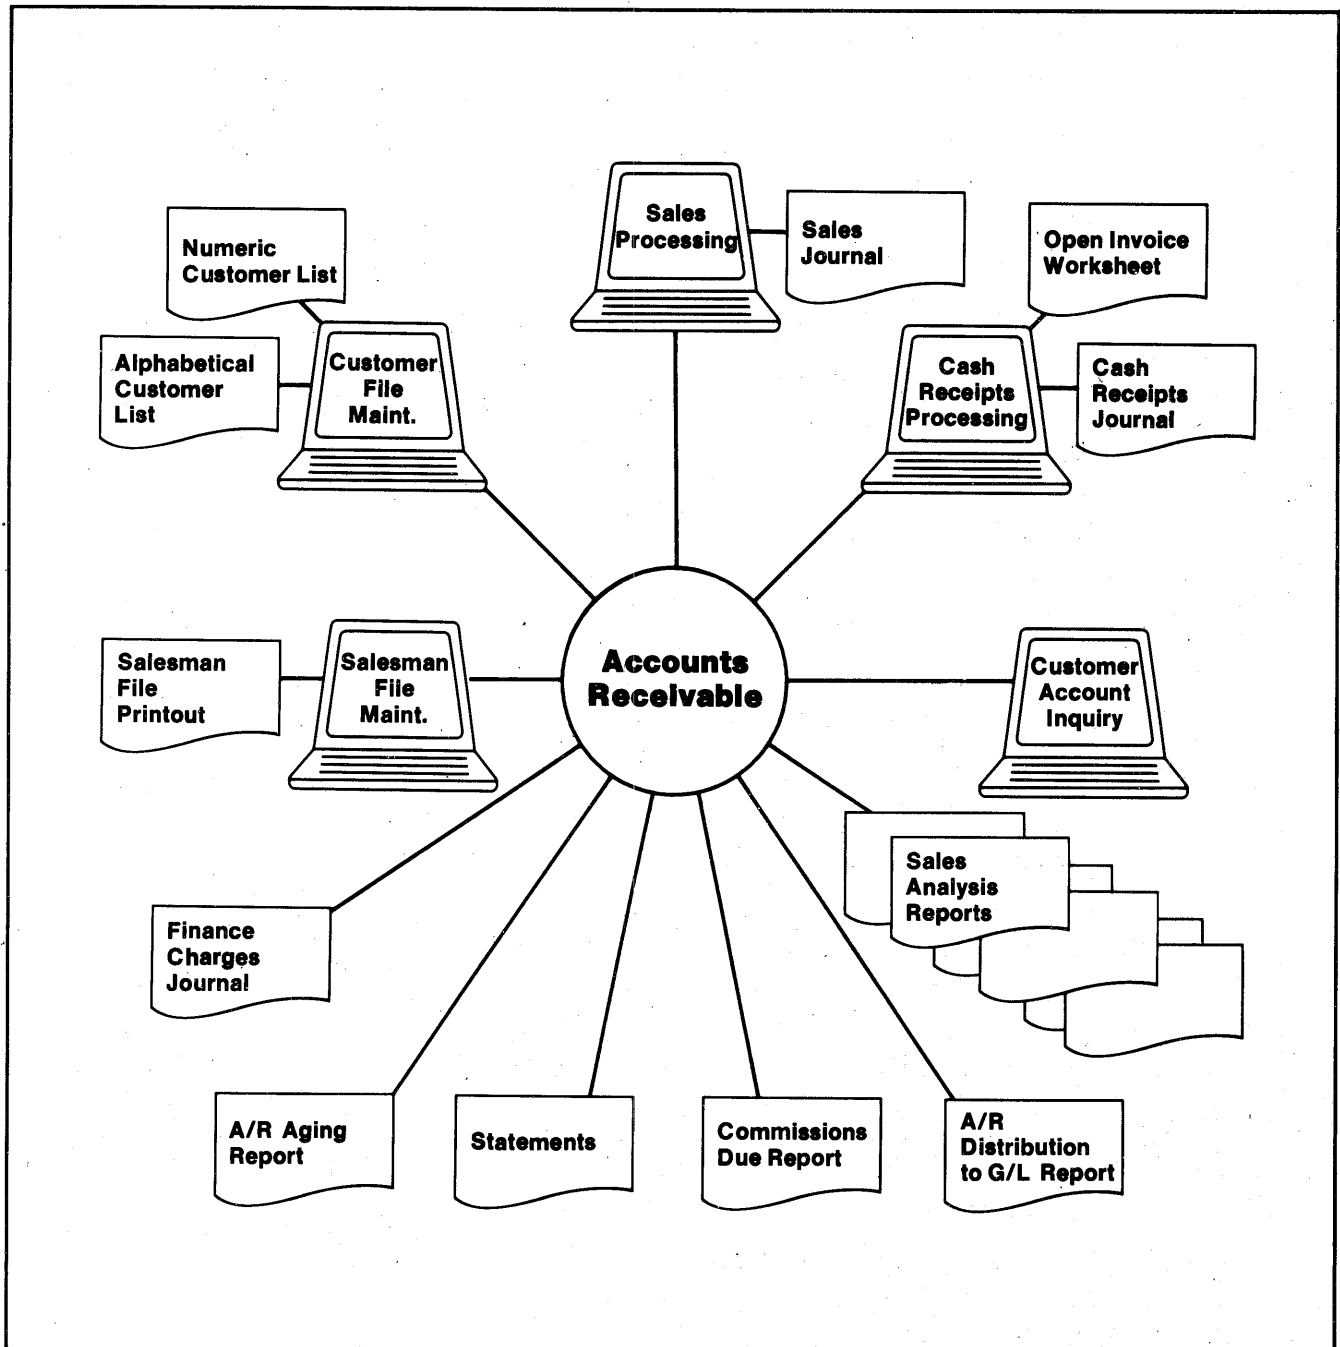 Sales
Processing
Sales
Journal
Numeric
Customer List
Open Invoice
Worksheet
Alphabetical
Customer
List
Customer
File
Maint.
Cash
Receipts
Processing
Cash
Receipts
Journal
Salesman
File
Printout
Salesman
File
Maint.
Accounts
Receivable
Customer
Account
Inquiry
Sales
Analysis
Reports
Finance
Charges
Journal
A/R Aging
Report
Statements
Commissions
Due Report
A/R
Distribution
to G/L Report